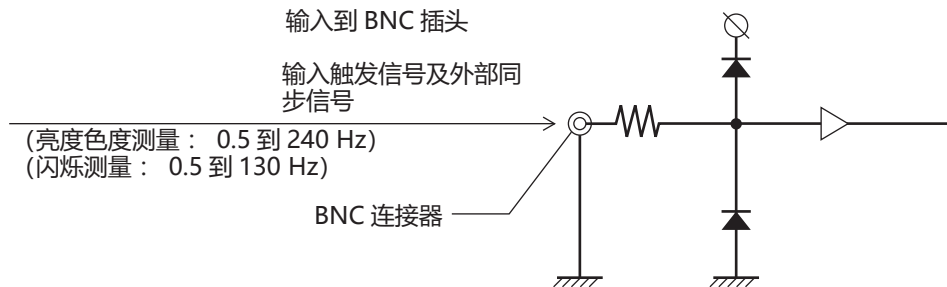 输入到 BNC 插头
输入触发信号及外部同
步信号
(亮度色度测量： 0.5 到 240 Hz)
(闪烁测量： 0.5 到 130 Hz)
BNC 连接器